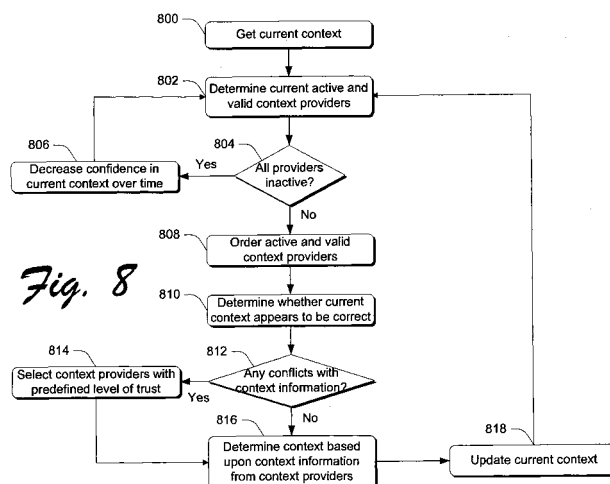 800
Get current context
802
Determine current active and
valid context providers
804
All providers
inactive?
806
Decrease confidence in
current context over time
Yes
No
808
Order active and valid
context providers
Fig. 8
810
Determine whether current
context appears to be correct
812
Any conflicts with
context information?
814
Select context providers with
predefined level of trust
Yes
No
816
Determine context based
upon context information
from context providers
818
Update current context